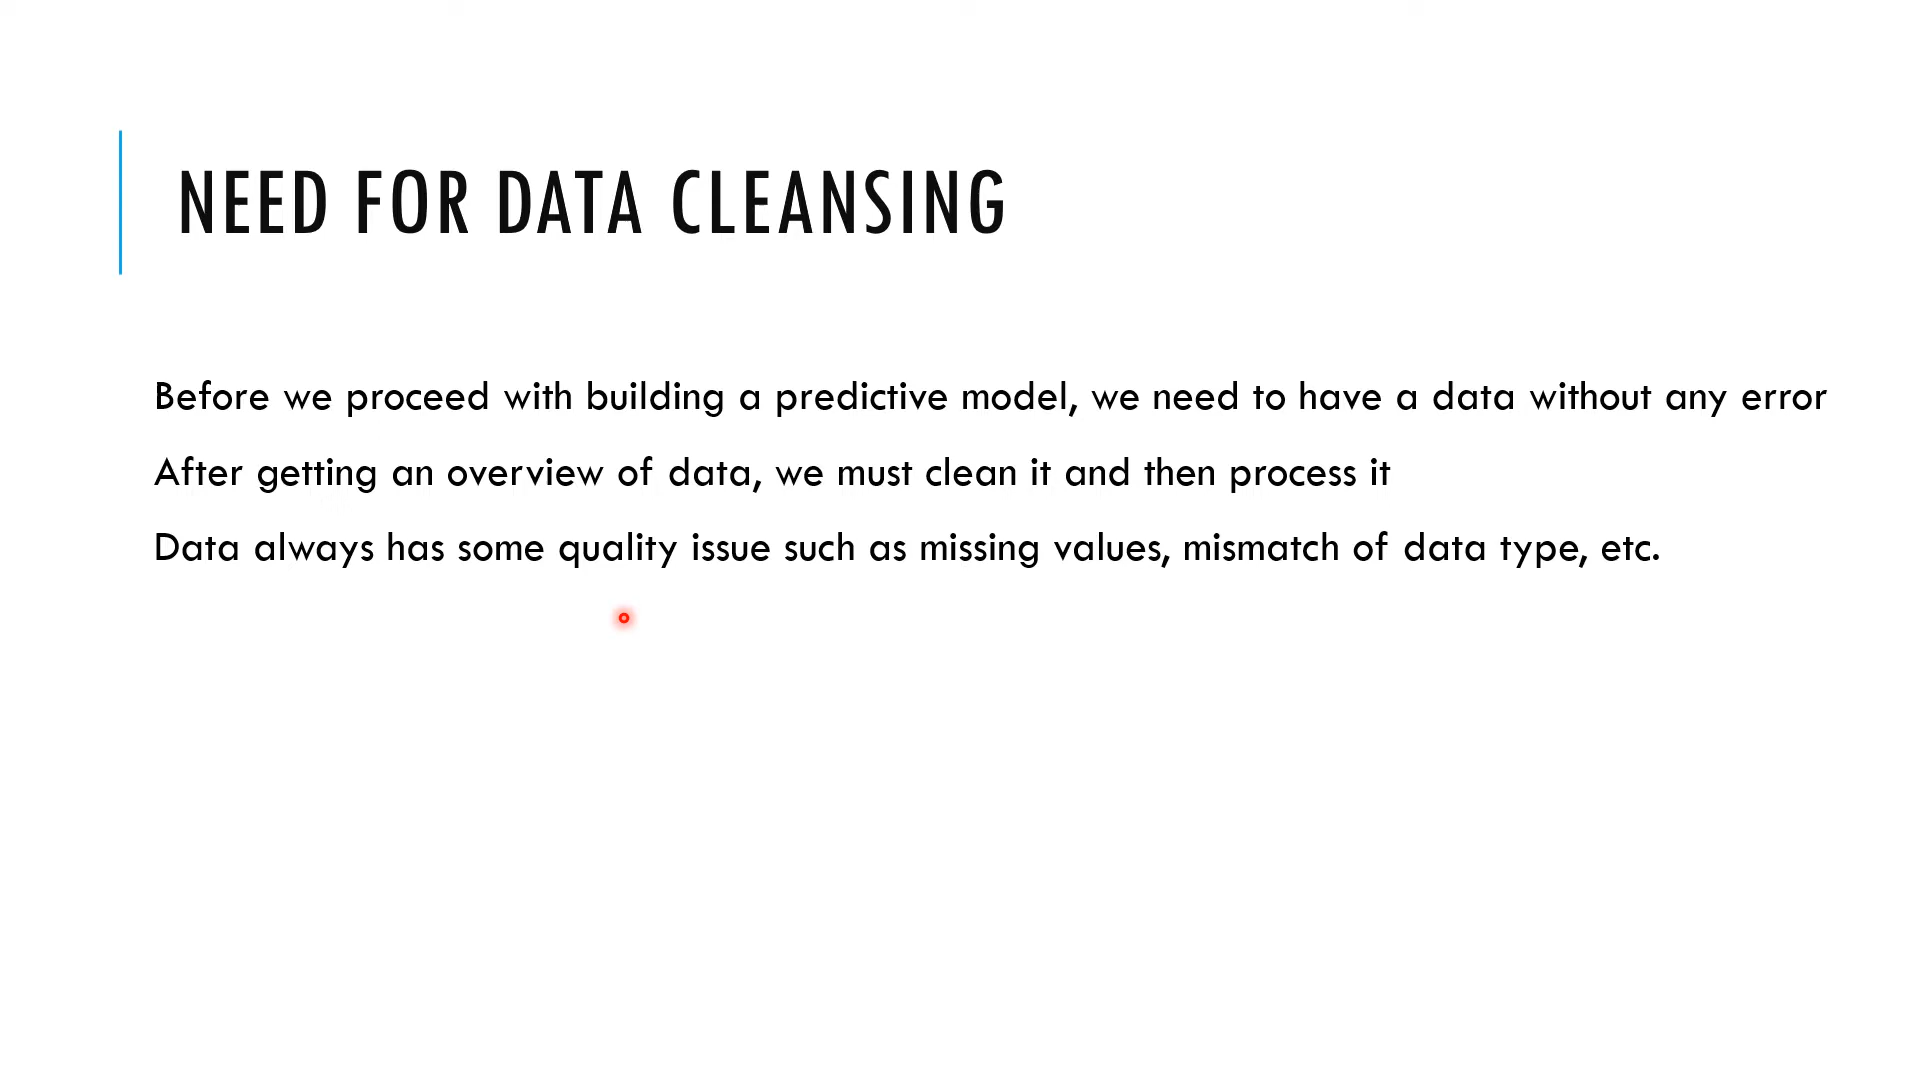 NEED FOR DATA CLEANSING
Before we proceed with building a predictive model, we need to have a data without any error
After getting an overview of data, we must clean it and then process it
Data always has some quality issue such as missing values, mismatch of data type, etc.